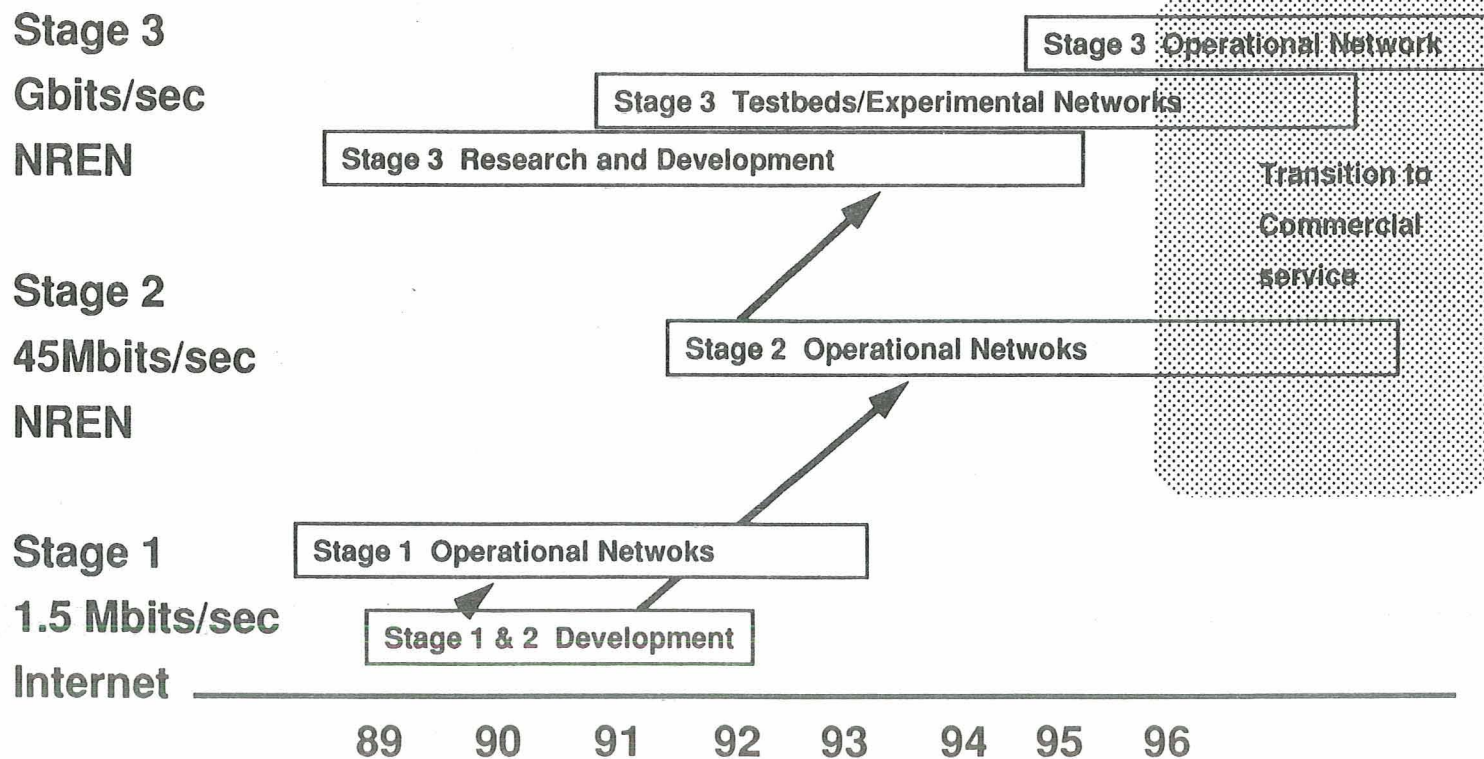 Stage 3
Gbits/sec
NREN
Stage 3 Operational Network
Stage 3 Testbeds/Experimental Networks
Stage 3 Research and Development
Transition to
Commercial
service
Stage 2
45Mbits/sec
NREN
Stage 2 Operational Netwoks
Stage 1
1.5 Mbits/sec
Internet
Stage 1 Operational Netwoks
Stage 1 & 2 Development
89 90 91 92 93 94 95 96